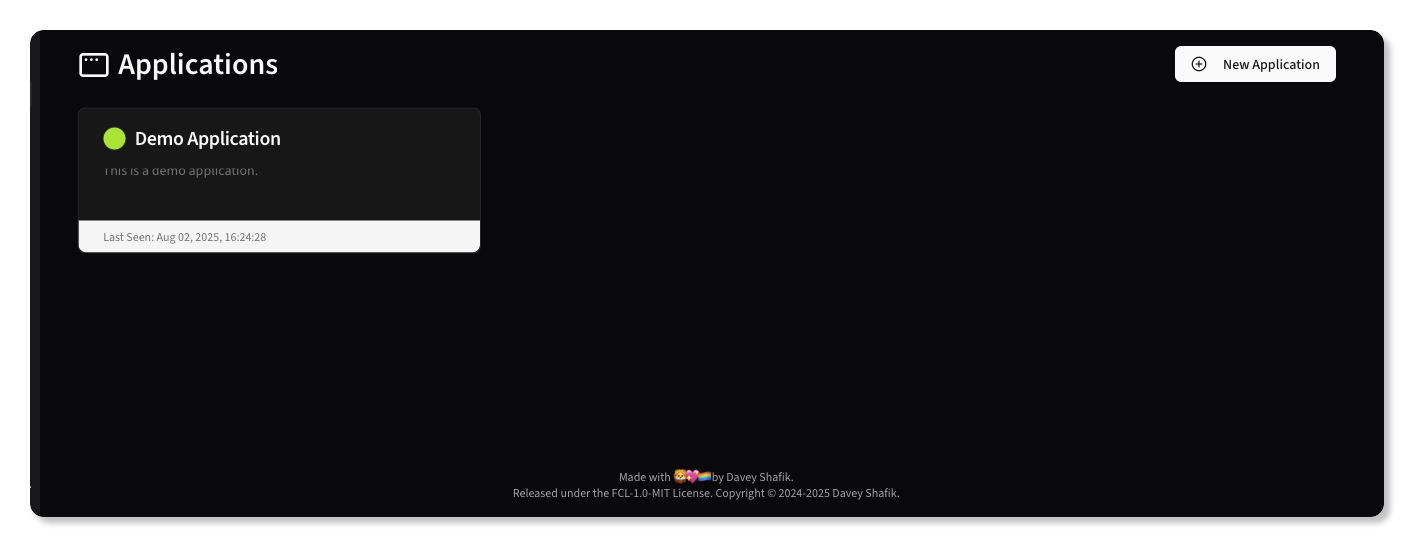 Applications
New Application
Demo Application
This is a demo application.
Last Seen: Aug 02, 2025, 16:24:28
Made with 🦁💖🏳️‍🌈by Davey Shafik.
Released under the FCL-1.0-MIT License. Copyright © 2024-2025 Davey Shafik.